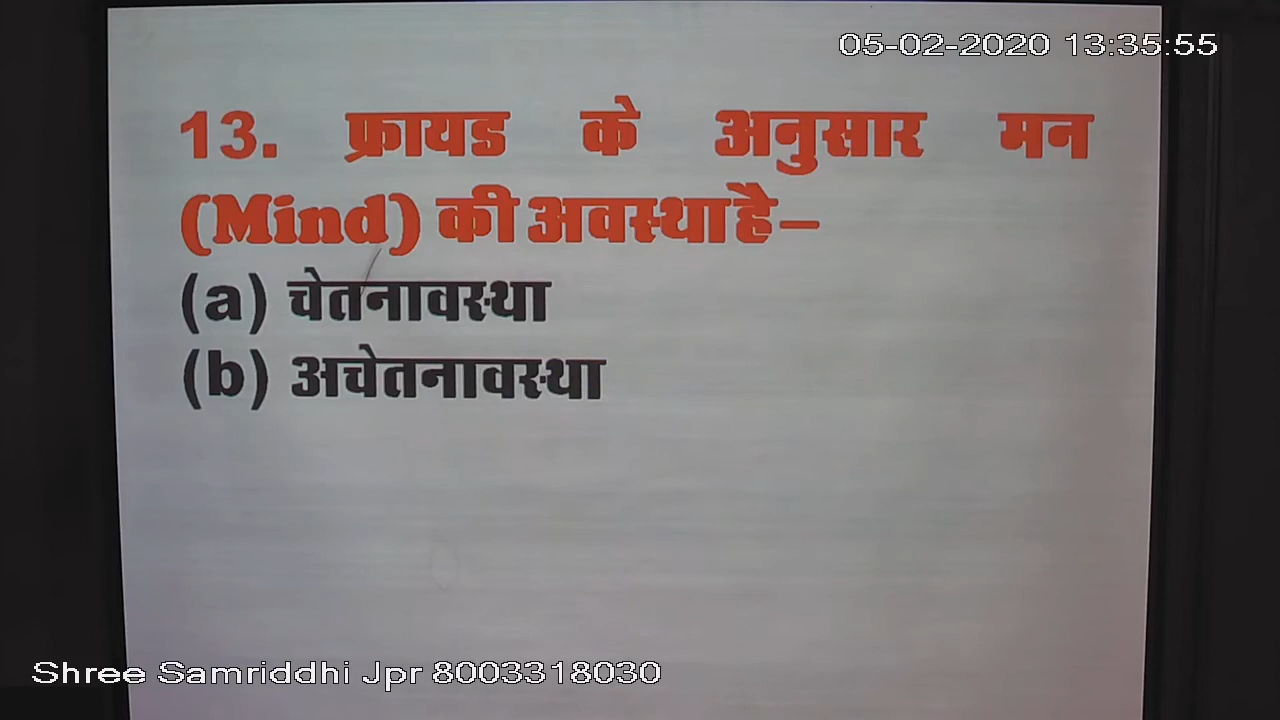 05-02-2020 13:35:55
13. फ्रायड के अनुसार मन
(Mind) की अवस्था है–
(a) चेतनावस्था
(b) अचेतनावस्था
Shree Samriddhi Jpr 8003318030